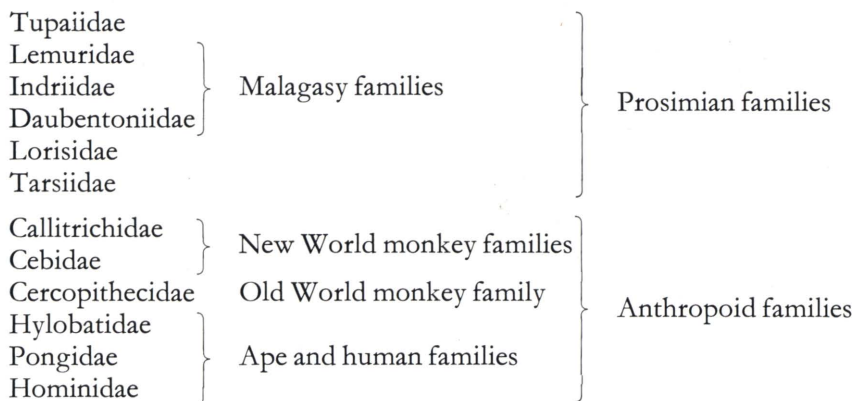 Tupaiidae
Lemuridae
Indriidae Malagasy families
Daubentoniidae Prosimian families
Lorisidae
Tarsiidae
Callitrichidae
Cebidae New World monkey families
Cercopithecidae Old World monkey family
Hylobatidae Anthropoid families
Pongidae Ape and human families
Hominidae